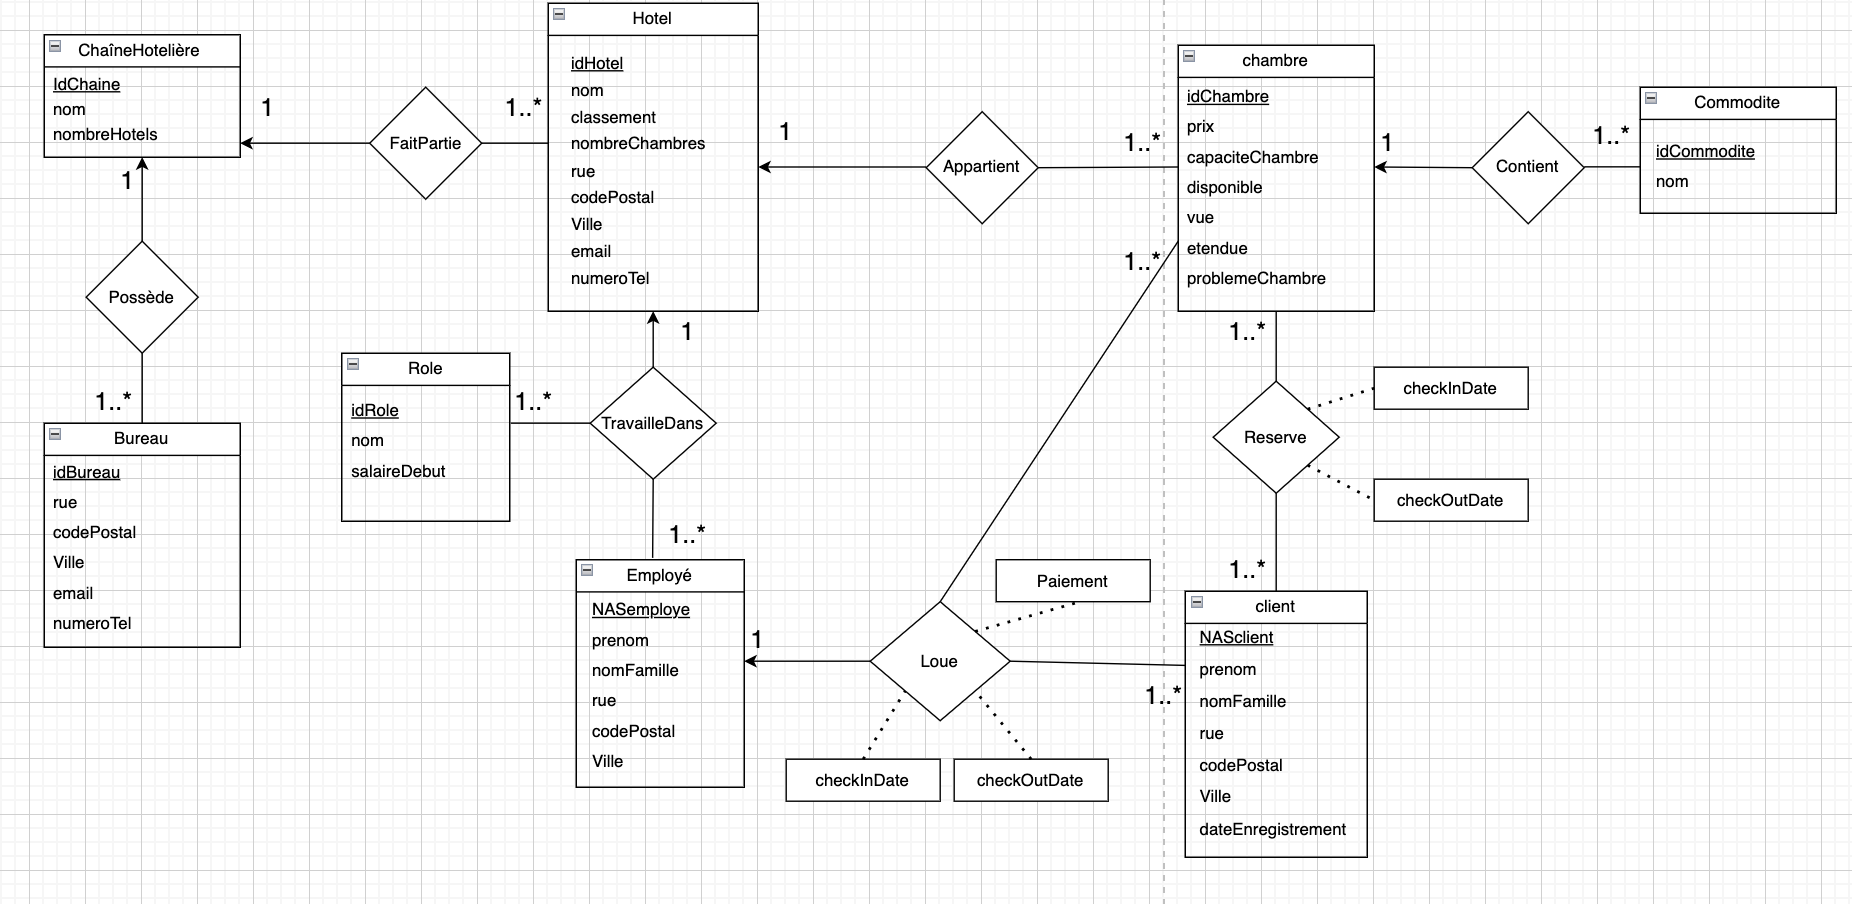 ChaîneHotelière
IdChaine
nom
nombreHotels
1
FaitPartie
1..*
Hotel
idHotel
nom
classement
nombreChambres
rue
codePostal
Ville
email
numeroTel
1
Appartient
1..*
chambre
idChambre
prix
capaciteChambre
disponible
vue
etendue
problemeChambre
1
Contient
1..*
Commodite
idCommodite
nom
1
Possède
1..*
Bureau
idBureau
rue
codePostal
Ville
email
numeroTel
Role
idRole
nom
salaireDebut
1..*
1
TravailleDans
1..*
Employé
NASemploye
prenom
nomFamille
rue
codePostal
Ville
1
1..*
Loue
Paiement
checkInDate
checkOutDate
1..*
1..*
Reserve
checkInDate
checkOutDate
1..*
client
NASclient
prenom
nomFamille
rue
codePostal
Ville
dateEnregistrement